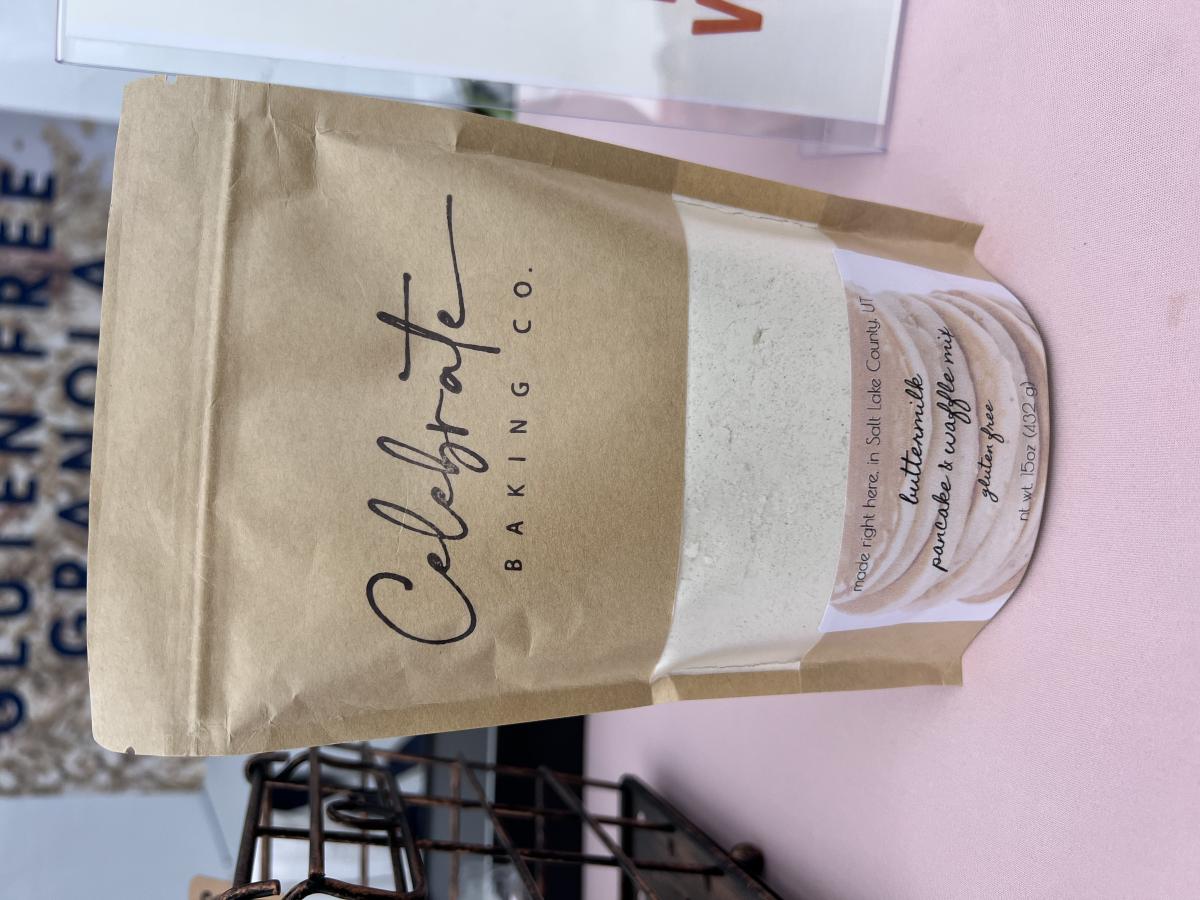 GLUTEN FREE
GRANOLA
Celebrate
BAKING CO.
made right here, in Salt Lake County, UT
buttermilk
pancake & waffle mix
gluten free
nt wt. 15oz (432 g)